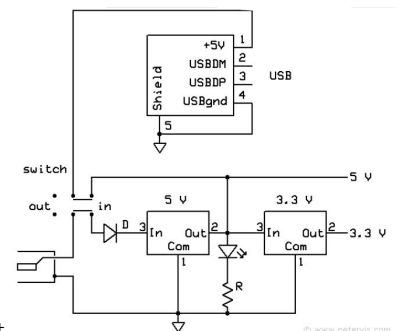 +5V 1
USBDM 2
USBDP 3
USBgnd 4
Shield
5
USB
switch
out
in
5 V
5 V
3.3 V
D
3 In Out 2
Com
1
3 In Out 2
Com
1
3.3 V
R
© www.petervis.com